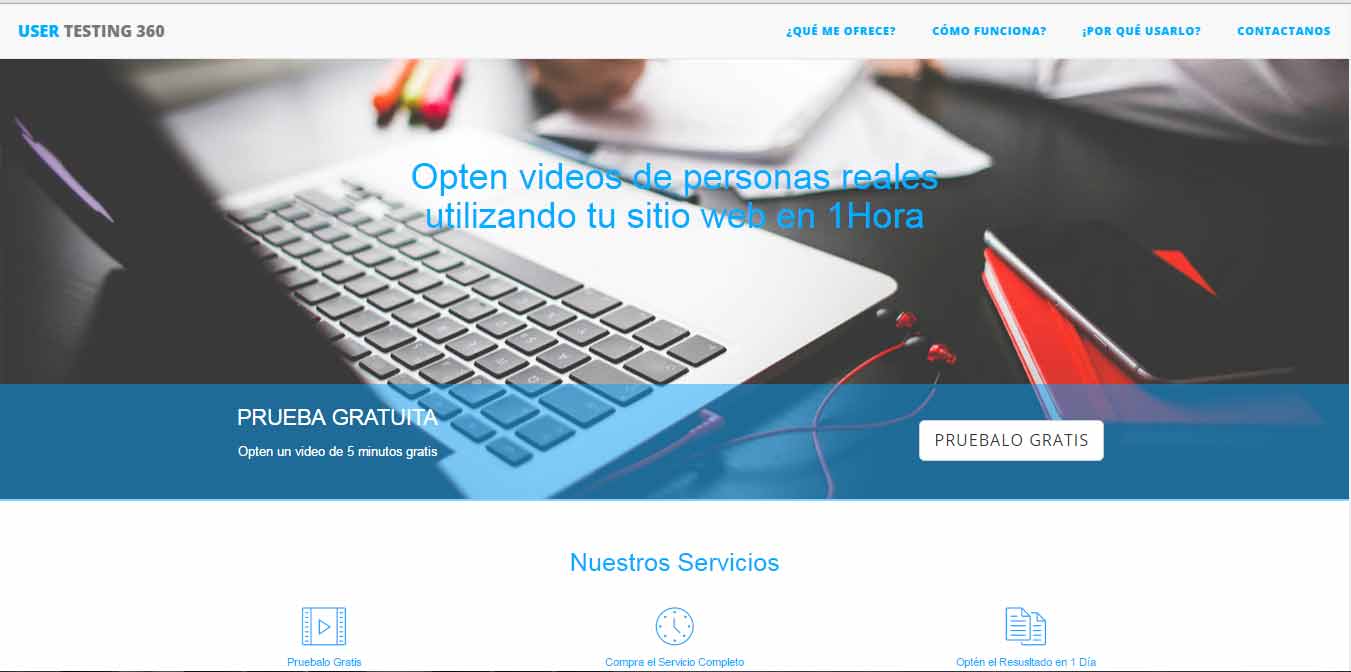 USER TESTING 360
¿QUÉ ME OFRECE? CÓMO FUNCIONA? ¡POR QUÉ USARLO? CONTACTANOS
Opten videos de personas reales
utilizando tu sitio web en 1Hora
PRUEBA GRATUITA
Opten un video de 5 minutos gratis
PRUEBALO GRATIS
Nuestros Servicios
Pruebalo Gratis
Compra el Servicio Completo
Optén el Resusltado en 1 Día